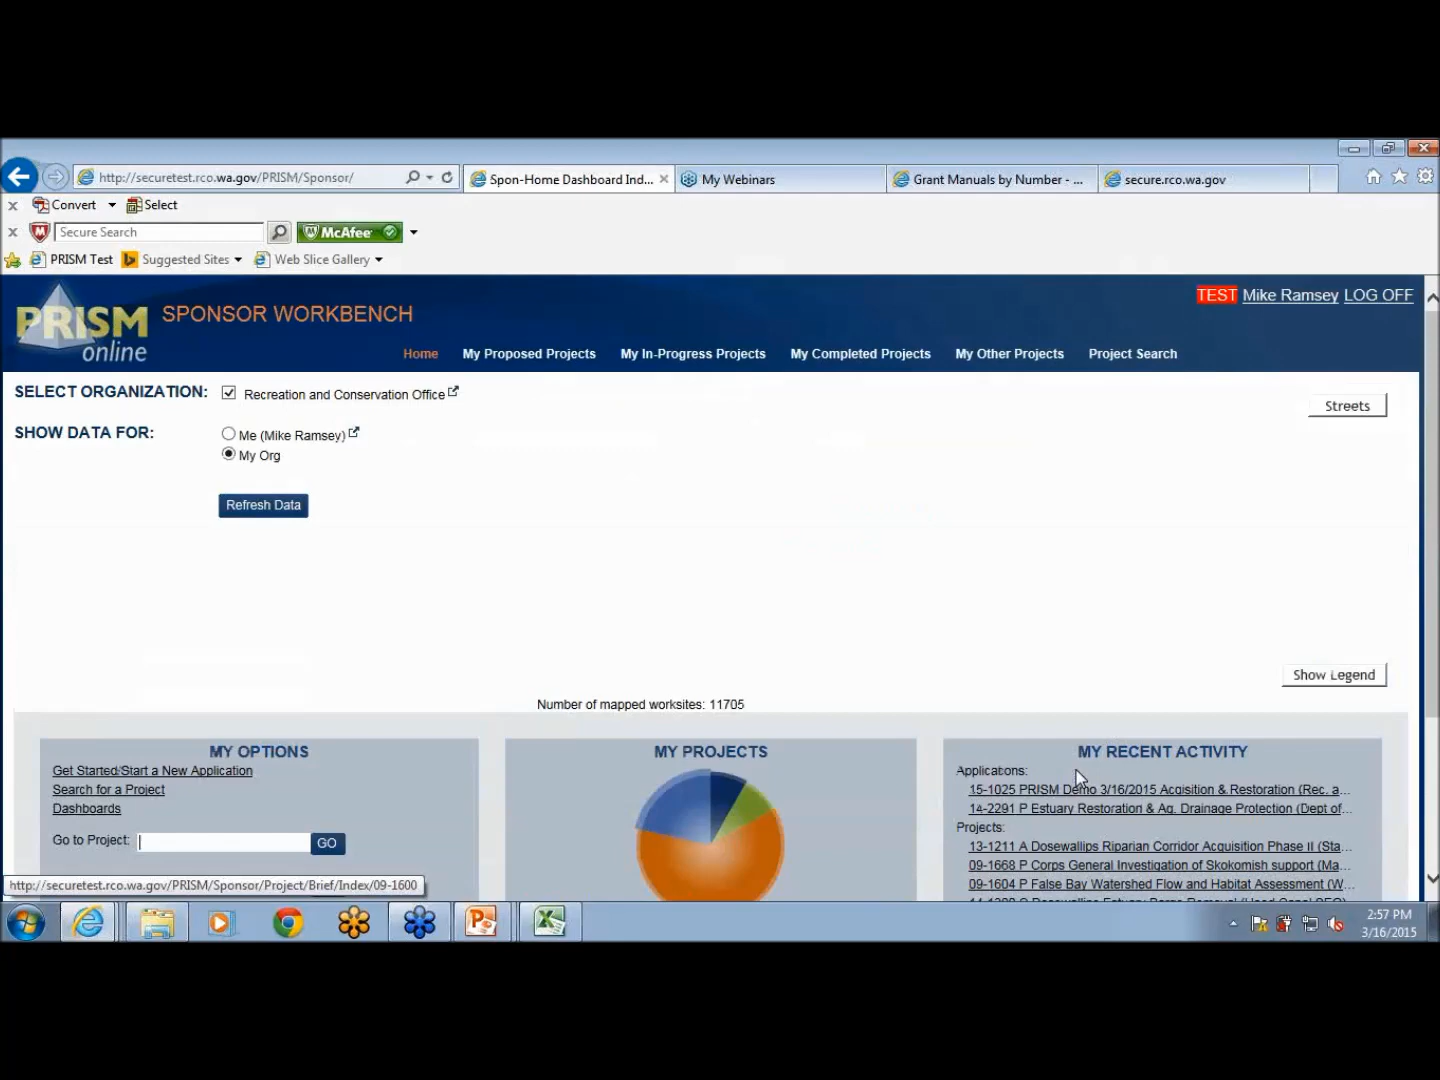 http://securetest.rco.wa.gov/PRISM/Sponsor/
Spon-Home Dashboard Ind...
My Webinars
Grant Manuals by Number - ...
secure.rco.wa.gov
Convert
Select
Secure Search
McAfee
PRISM Test
Suggested Sites
Web Slice Gallery
PRISM
online
SPONSOR WORKBENCH
TEST Mike Ramsey LOG OFF
Home
My Proposed Projects
My In-Progress Projects
My Completed Projects
My Other Projects
Project Search
SELECT ORGANIZATION:
Recreation and Conservation Office
Streets
SHOW DATA FOR:
Me (Mike Ramsey)
My Org
Refresh Data
Show Legend
Number of mapped worksites: 11705
MY OPTIONS
Get Started/Start a New Application
Search for a Project
Dashboards
Go to Project:
GO
MY PROJECTS
MY RECENT ACTIVITY
Applications:
15-1025 PRISM Demo 3/16/2015 Acqisition & Restoration (Rec. a...
14-2291 P Estuary Restoration & Ag. Drainage Protection (Dept of...
Projects:
13-1211 A Dosewallips Riparian Corridor Acquisition Phase II (Sta...
09-1668 P Corps General Investigation of Skokomish support (Ma...
09-1604 P False Bay Watershed Flow and Habitat Assessment (W...
http://securetest.rco.wa.gov/PRISM/Sponsor/Project/Brief/Index/09-1600
2:57 PM
3/16/2015